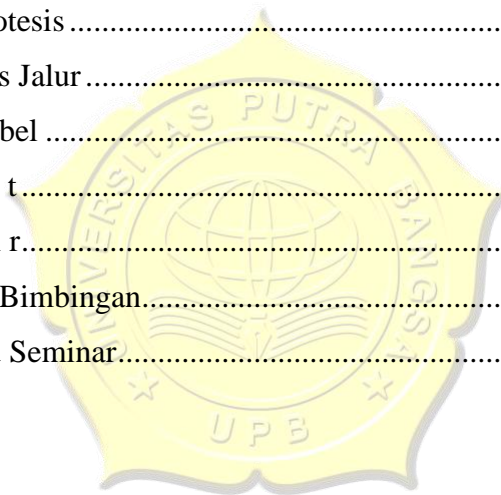 otesis........................................................
s Jalur......................................................
bel ...........................................................
t...............................................................
r...............................................................
Bimbingan..............................................
Seminar..................................................
UNIVERSITAS PUTRA BANGSA
UPB